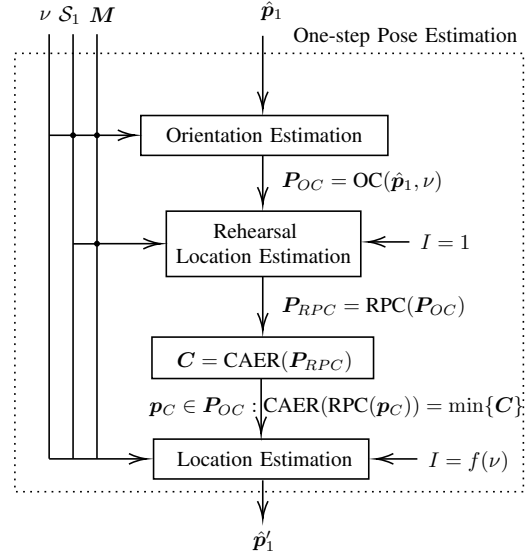 ν 𝒮₁ M p̂₁
One-step Pose Estimation
Orientation Estimation
P_OC = OC(p̂₁, ν)
Rehearsal
Location Estimation
I = 1
P_RPC = RPC(P_OC)
C = CAER(P_RPC)
p_C ∈ P_OC : CAER(RPC(p_C)) = min{C}
Location Estimation
I = f(ν)
p̂′₁